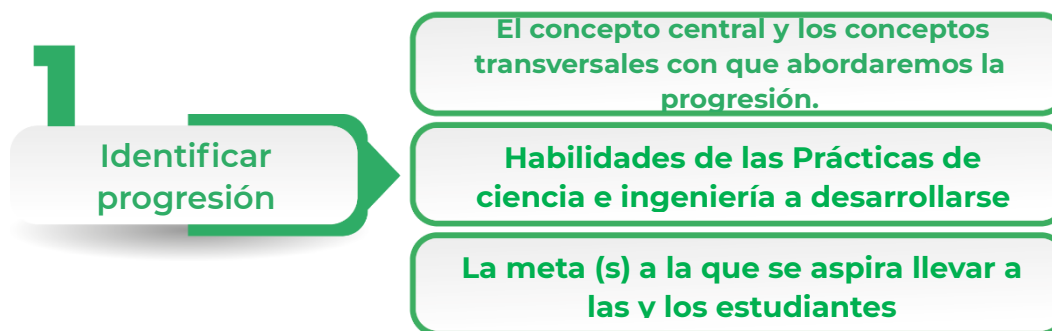 1
Identificar
progresión
El concepto central y los conceptos
transversales con que abordaremos la
progresión.
Habilidades de las Prácticas de
ciencia e ingeniería a desarrollarse
La meta (s) a la que se aspira llevar a
las y los estudiantes